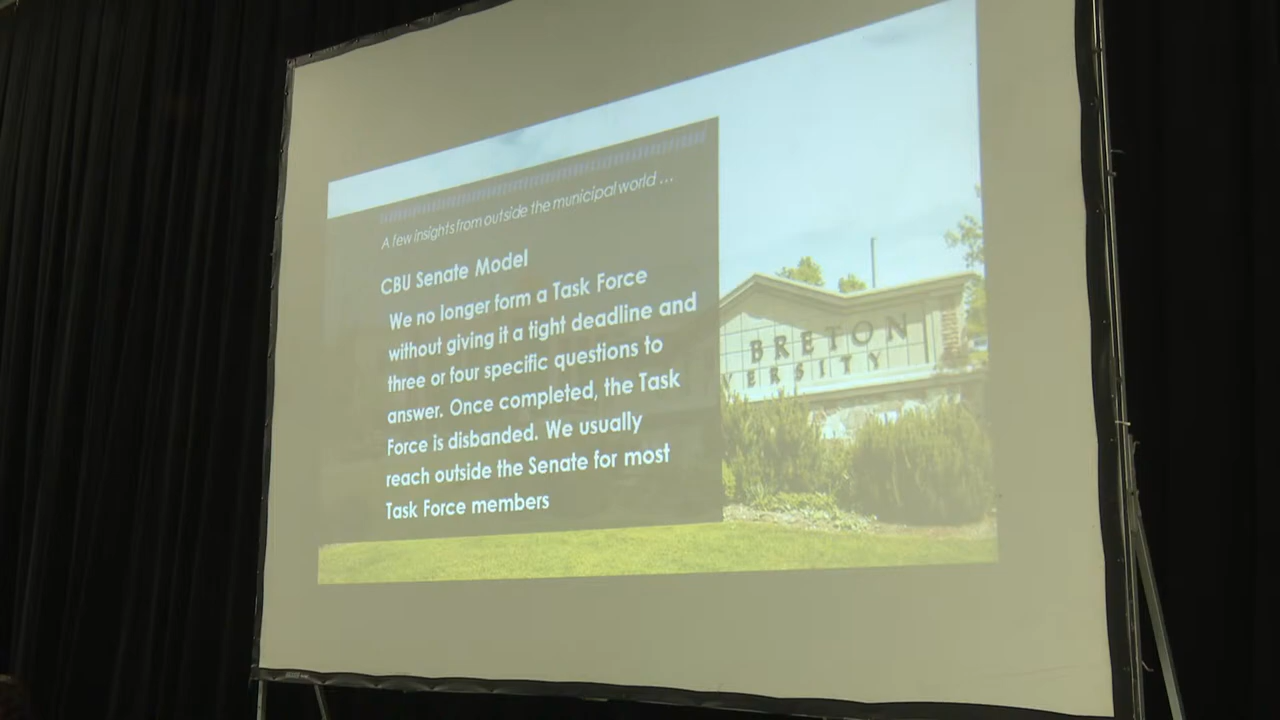 A few insights from outside the municipal world ...
CBU Senate Model
We no longer form a Task Force
without giving it a tight deadline and
three or four specific questions to
answer. Once completed, the Task
Force is disbanded. We usually
reach outside the Senate for most
Task Force members
BRETON
ERSITY